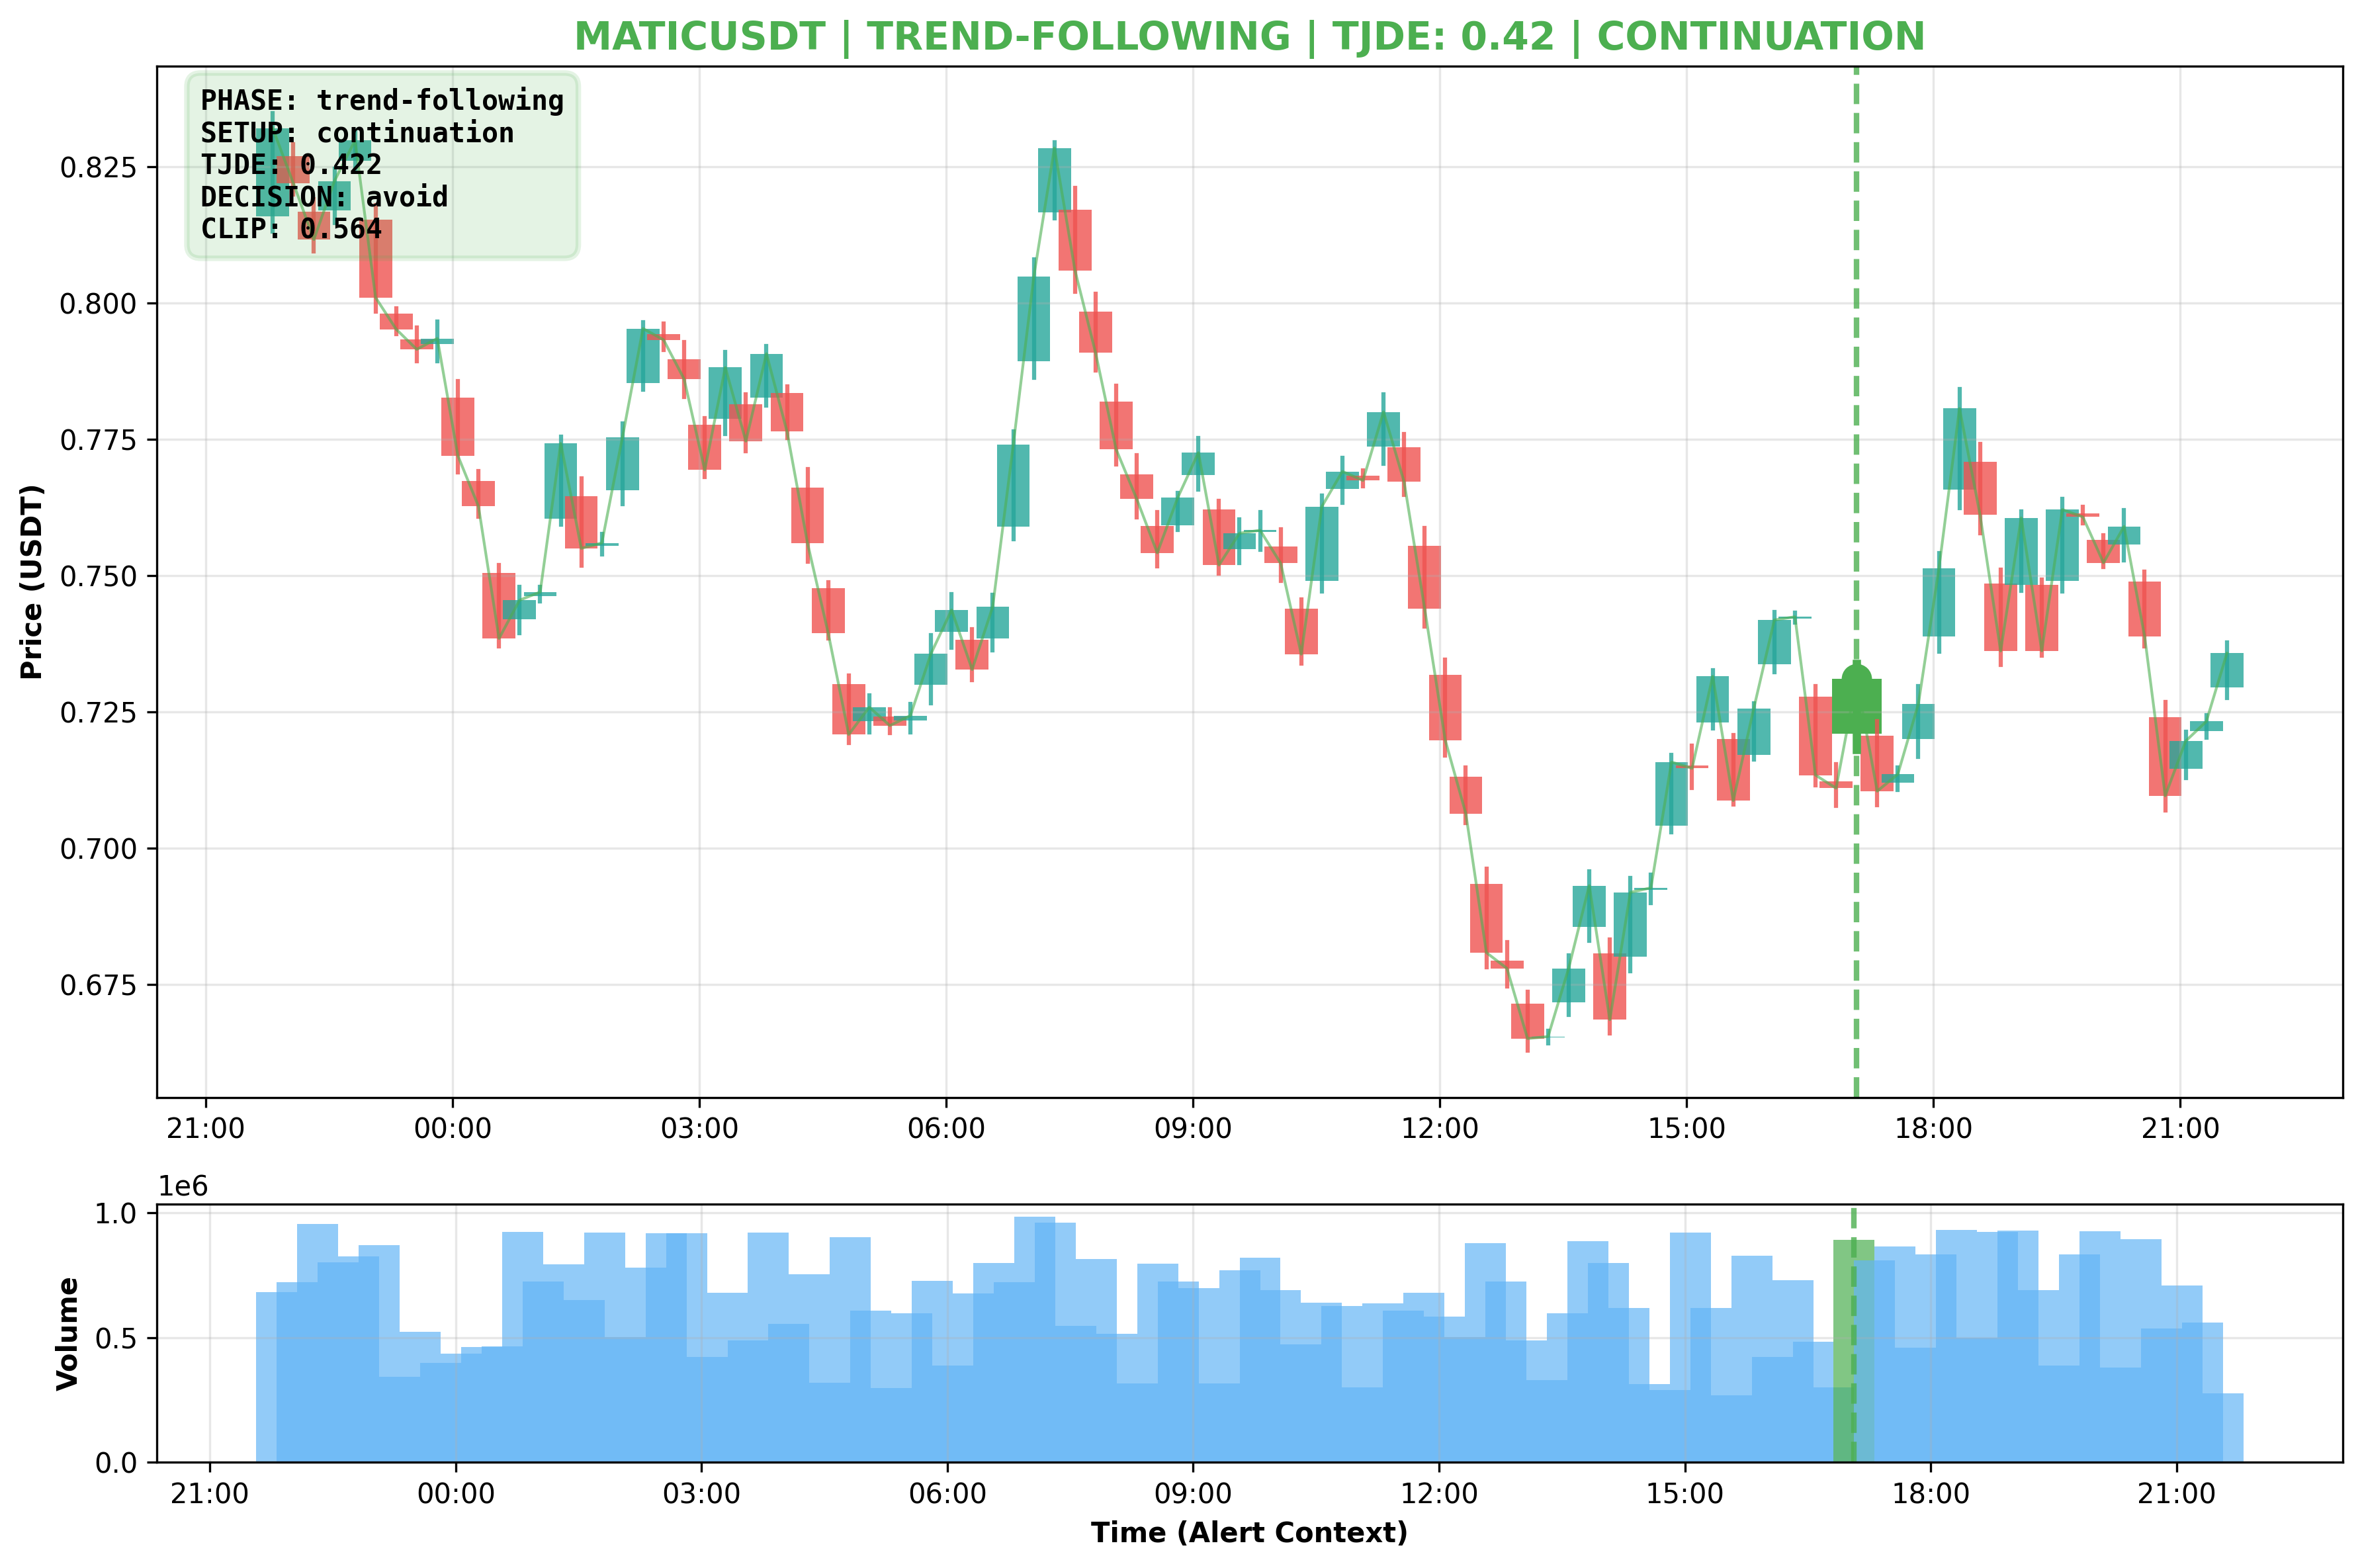 MATICUSDT | TREND-FOLLOWING | TJDE: 0.42 | CONTINUATION
PHASE: trend-following
SETUP: continuation
TJDE: 0.422
DECISION: avoid
CLIP: 0.564
Price (USDT)
0.825
0.800
0.775
0.750
0.725
0.700
0.675
21:00 00:00 03:00 06:00 09:00 12:00 15:00 18:00 21:00
1e6
Volume
1.0
0.5
0.0
21:00 00:00 03:00 06:00 09:00 12:00 15:00 18:00 21:00
Time (Alert Context)